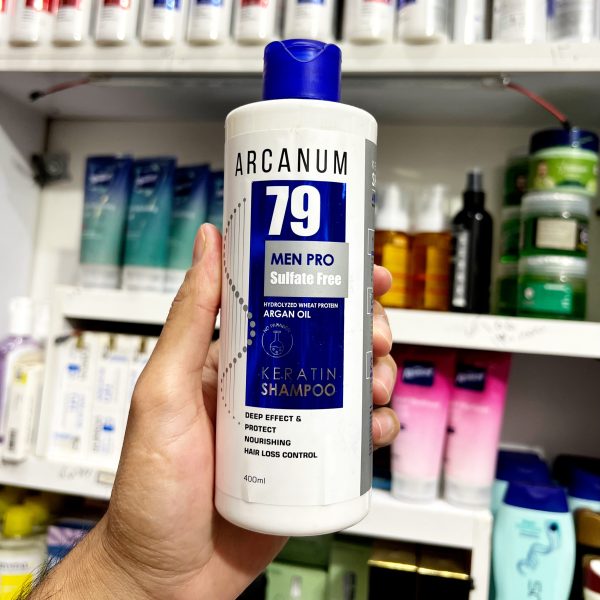 ARCANUM
79
MEN PRO
Sulfate Free
HYDROLYZED WHEAT PROTEIN
ARGAN OIL
KERATIN
SHAMPOO
DEEP EFFECT &
PROTECT
NOURISHING
HAIR LOSS CONTROL
400ml